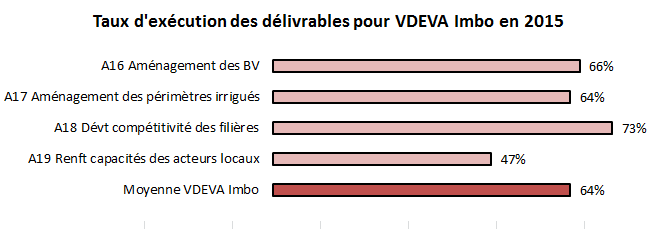 Taux d'exécution des délivrables pour VDEVA Imbo en 2015
A16 Aménagement des BV 66%
A17 Aménagement des périmètres irrigués 64%
A18 Dévt compétitivité des filières 73%
A19 Renft capacités des acteurs locaux 47%
Moyenne VDEVA Imbo 64%